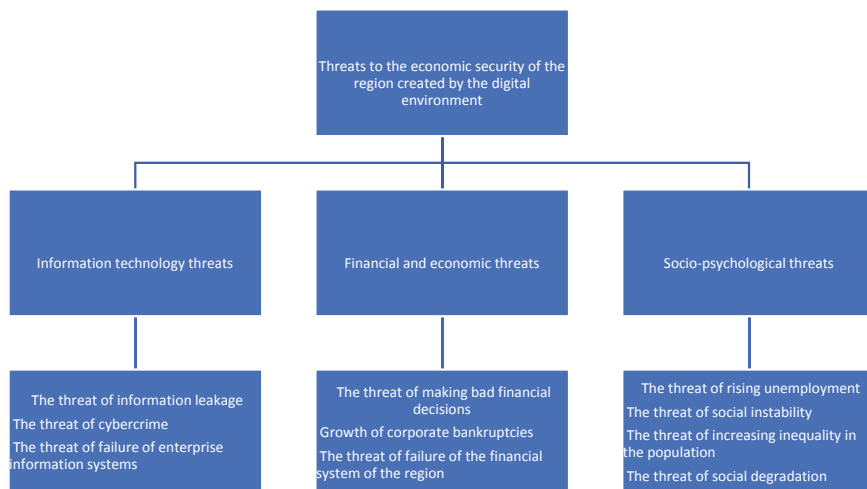 Threats to the economic security of the
region created by the digital
environment
Information technology threats
Financial and economic threats
Socio-psychological threats
The threat of information leakage
The threat of cybercrime
The threat of failure of enterprise
information systems
The threat of making bad financial
decisions
Growth of corporate bankruptcies
The threat of failure of the financial
system of the region
The threat of rising unemployment
The threat of social instability
The threat of increasing inequality in
the population
The threat of social degradation